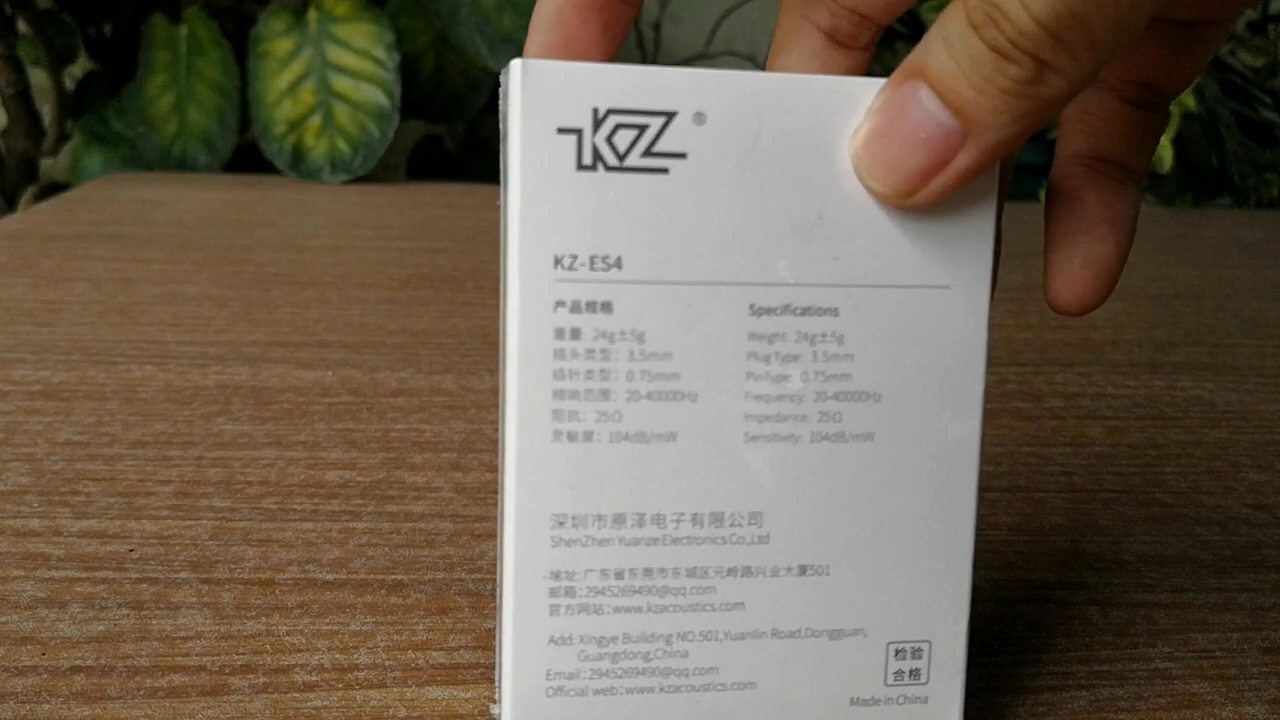 KZ®
KZ-ES4
产品规格
重量: 24g±5g
插头类型: 3.5mm
插针类型: 0.75mm
频响范围: 20-40000Hz
阻抗: 25Ω
灵敏度: 104dB/mW
Specifications
Weight: 24g±5g
Plug Type: 3.5mm
PinType: 0.75mm
Frequency: 20-40000Hz
Impedance: 25Ω
Sensitivity: 104dB/mW
深圳市原泽电子有限公司
ShenZhen Yuanze Electronics Co.,Ltd
地址: 广东省东莞市东城区元岭路兴业大厦501
邮箱:2945269490@qq.com
官方网站:www.kzacoustics.com
Add: Xingye Building NO.501,Yuanlin Road,Dongguan,
Guangdong,China
Email:2945269490@qq.com
Official web:www.kzacoustics.com
检验
合格
Made in China